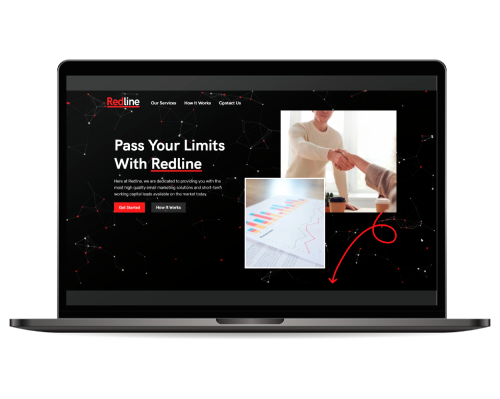 Redline
Our Services
How It Works
Contact Us
Pass Your Limits
With Redline
Here at Redline, we are dedicated to providing you with the
most high quality email marketing solutions and short-term
working capital leads available on the market today.
Get Started
How It Works